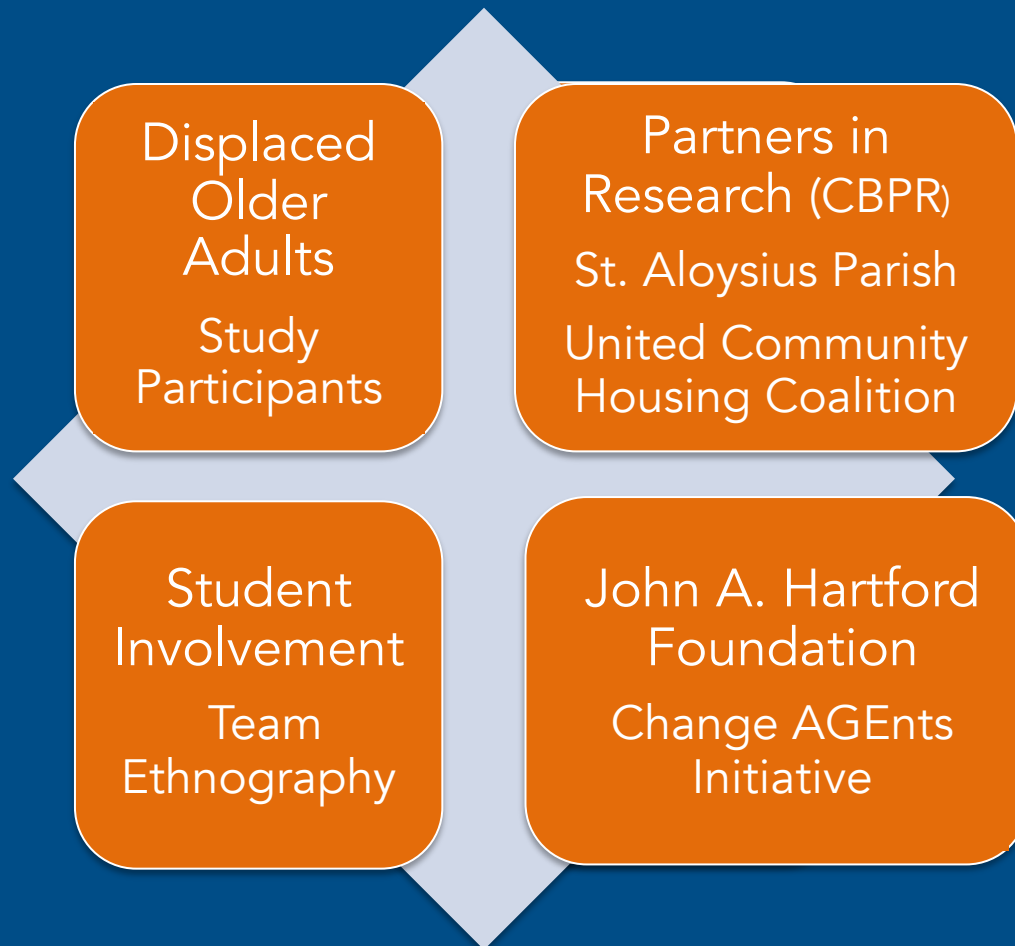 Displaced
Older
Adults
Study
Participants
Partners in
Research (CBPR)
St. Aloysius Parish
United Community
Housing Coalition
Student
Involvement
Team
Ethnography
John A. Hartford
Foundation
Change AGEnts
Initiative